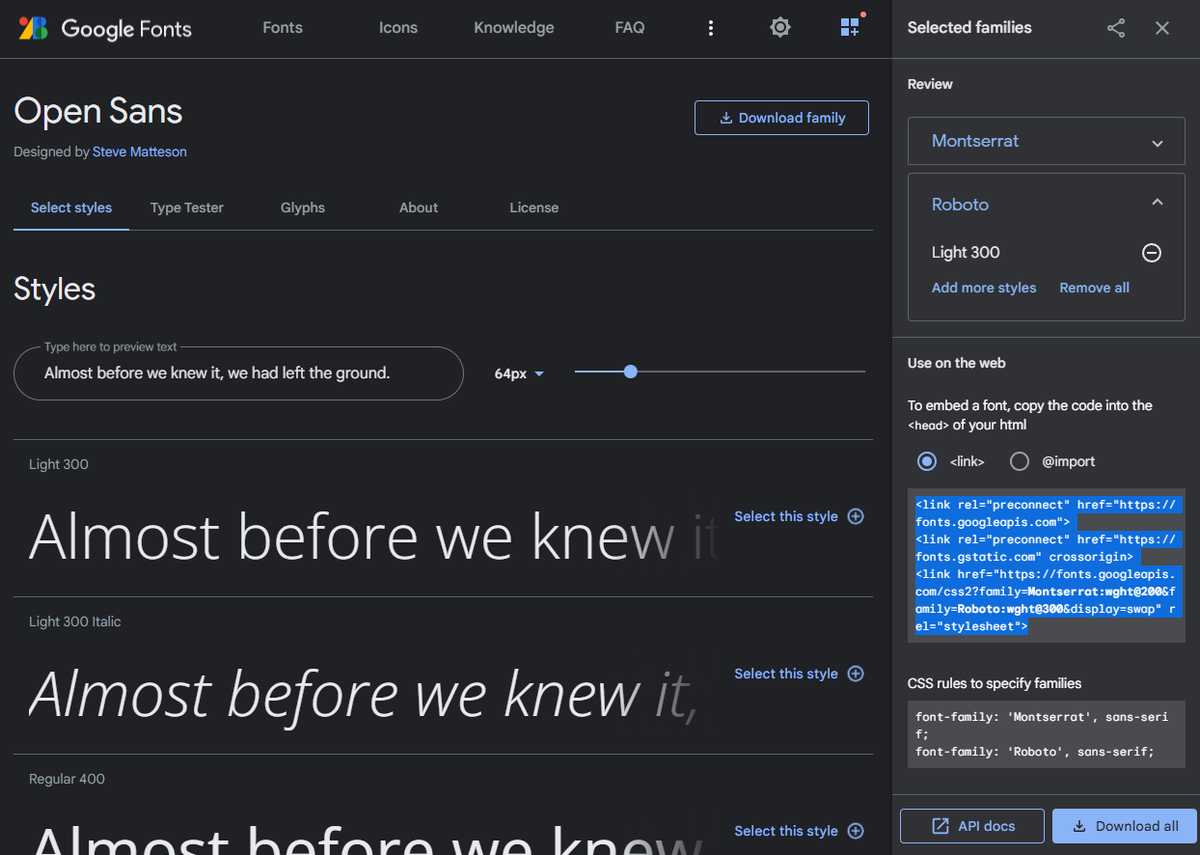 Google Fonts
Fonts
Icons
Knowledge
FAQ
Open Sans
Designed by Steve Matteson
Download family
Select styles
Type Tester
Glyphs
About
License
Styles
Type here to preview text
Almost before we knew it, we had left the ground.
64px
Light 300
Almost before we knew it
Select this style
Light 300 Italic
Almost before we knew it,
Select this style
Regular 400
Almost before we knew
Select this style
Selected families
Review
Montserrat
Roboto
Light 300
Add more styles
Remove all
Use on the web
To embed a font, copy the code into the
<head> of your html
<link>
@import
<link rel="preconnect" href="https://
fonts.googleapis.com">
<link rel="preconnect" href="https://
fonts.gstatic.com" crossorigin>
<link href="https://fonts.googleapis.
com/css2?family=Montserrat:wght@200&f
amily=Roboto:wght@300&display=swap" r
el="stylesheet">
CSS rules to specify families
font-family: 'Montserrat', sans-seri
f;
font-family: 'Roboto', sans-serif;
API docs
Download all